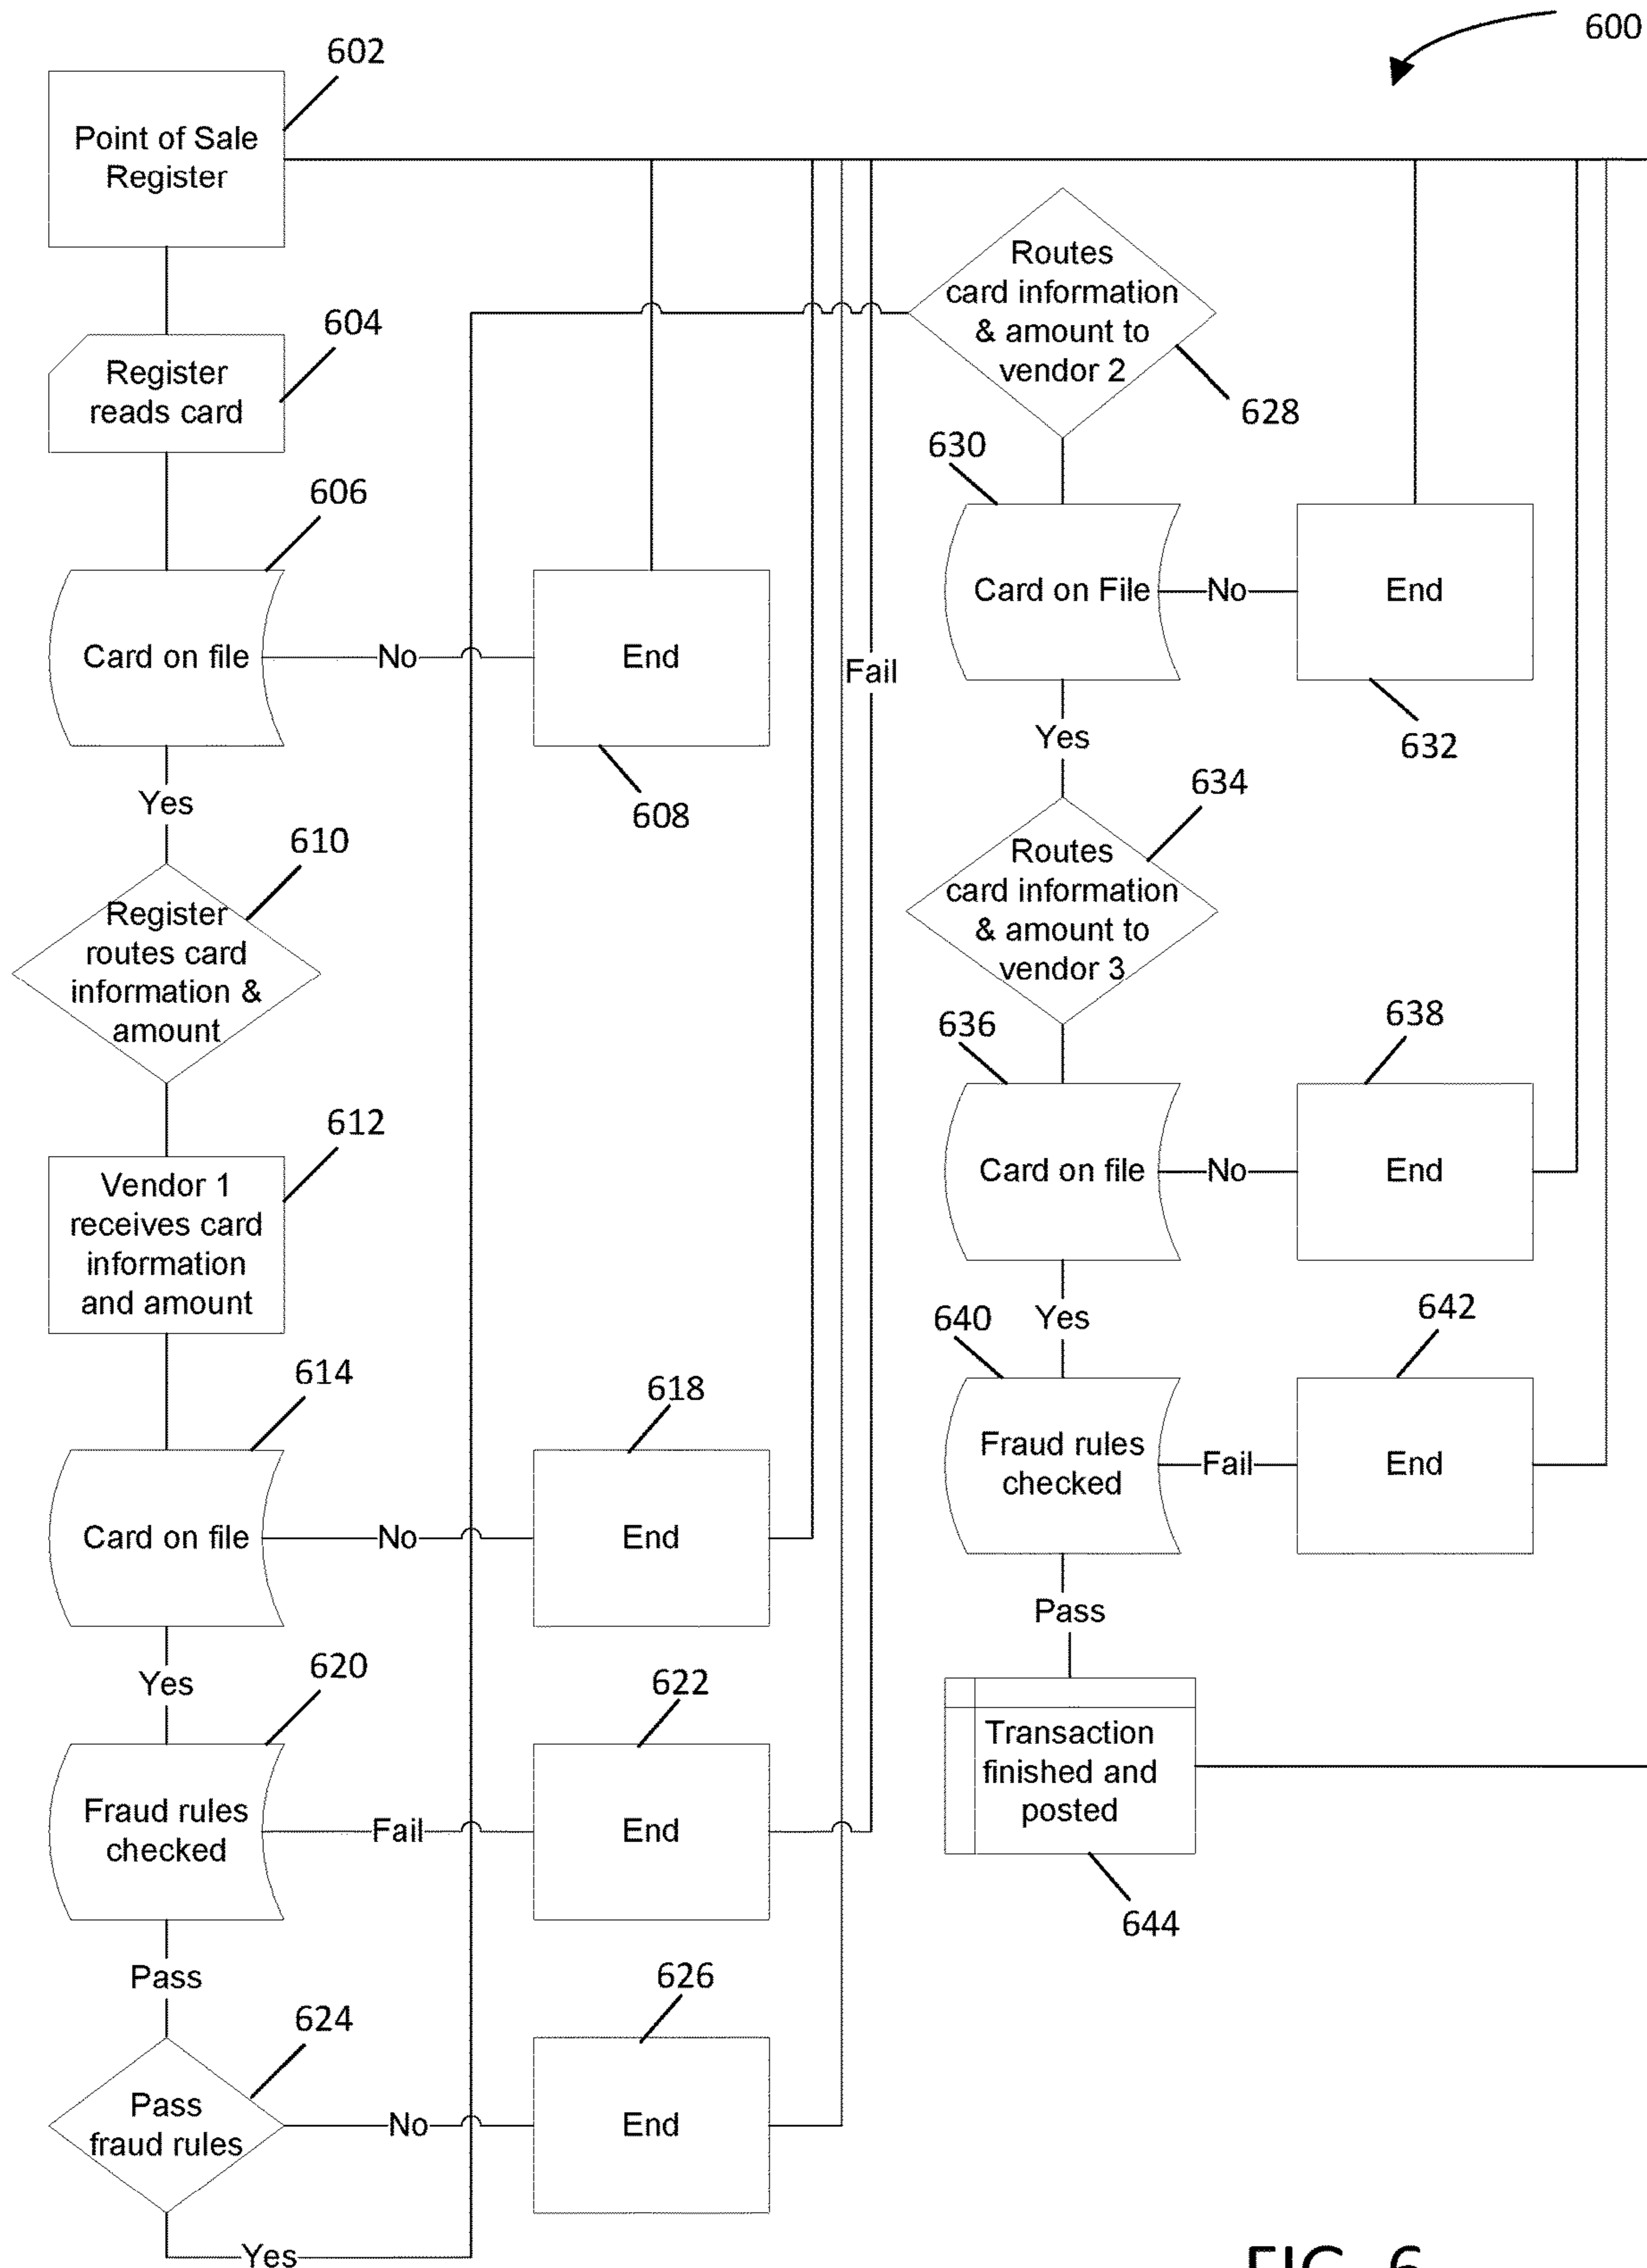 600
602
Point of Sale
Register
604
Register
reads card
606
Card on file
No
End
608
Yes
610
Register
routes card
information &
amount
612
Vendor 1
receives card
information
and amount
614
Card on file
No
618
End
Yes
620
Fraud rules
checked
Fail
622
End
Pass
624
Pass
fraud rules
No
626
End
Yes
Fail
Routes
card information
& amount to
vendor 2
628
630
Card on File
No
End
632
Yes
634
Routes
card information
& amount to
vendor 3
636
Card on file
No
638
End
Yes
640
Fraud rules
checked
Fail
642
End
Pass
Transaction
finished and
posted
644
FIG. 6